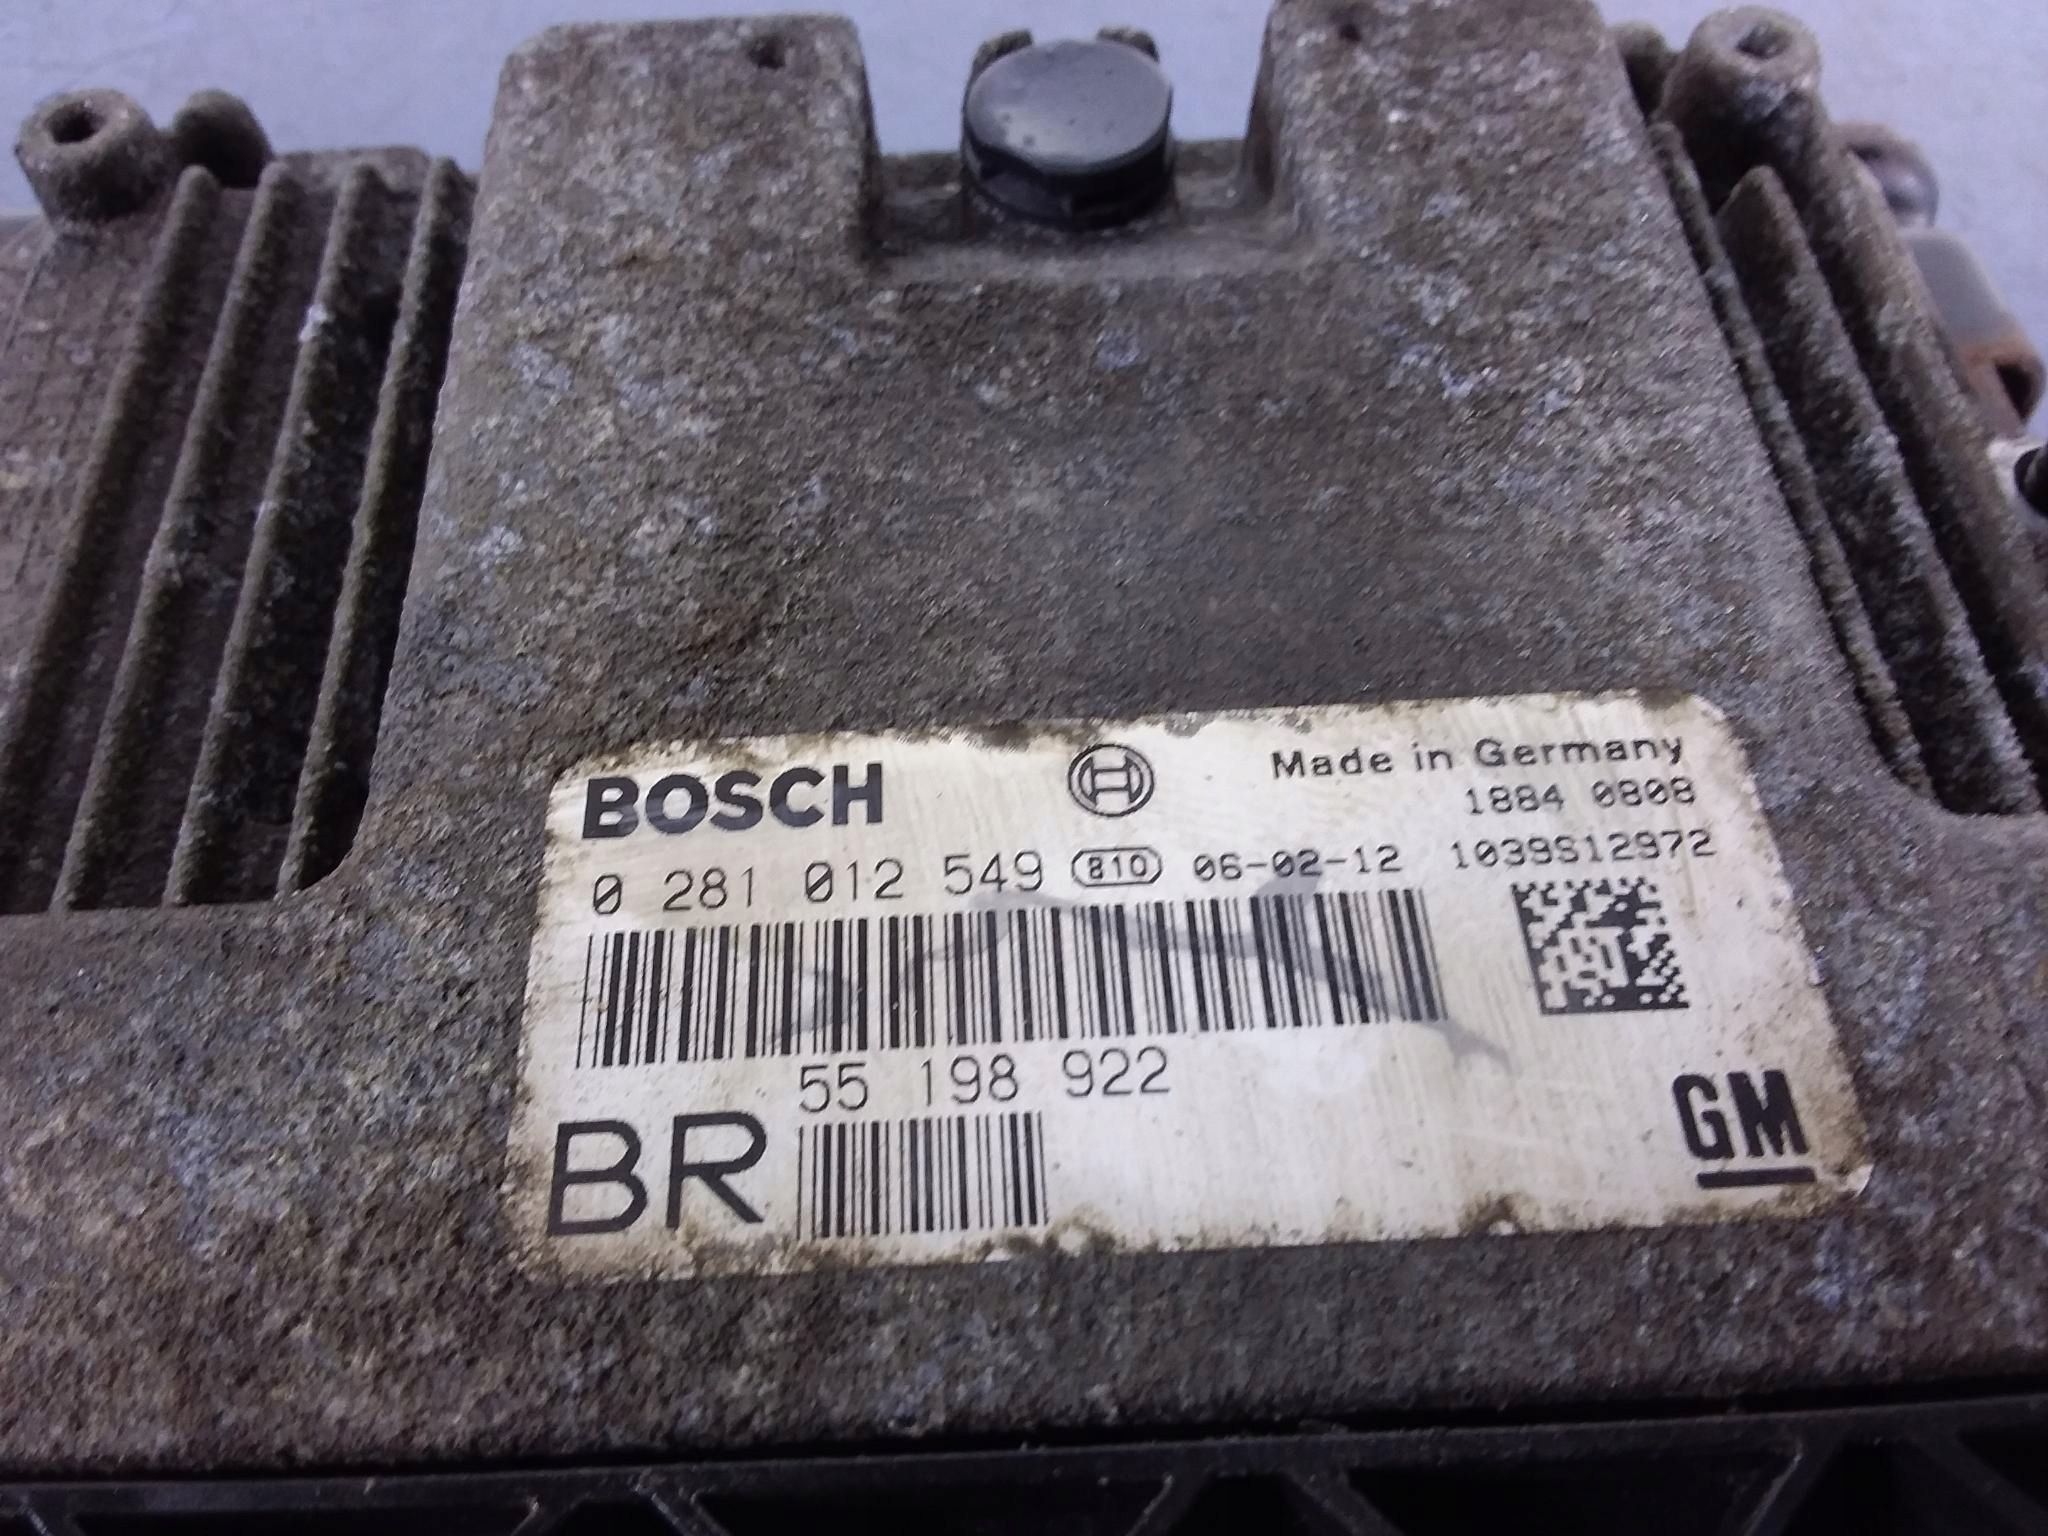 BOSCH
Made in Germany
1884 0808
0 281 012 549 810 06-02-12 1039S12972
55 198 922
BR
GM